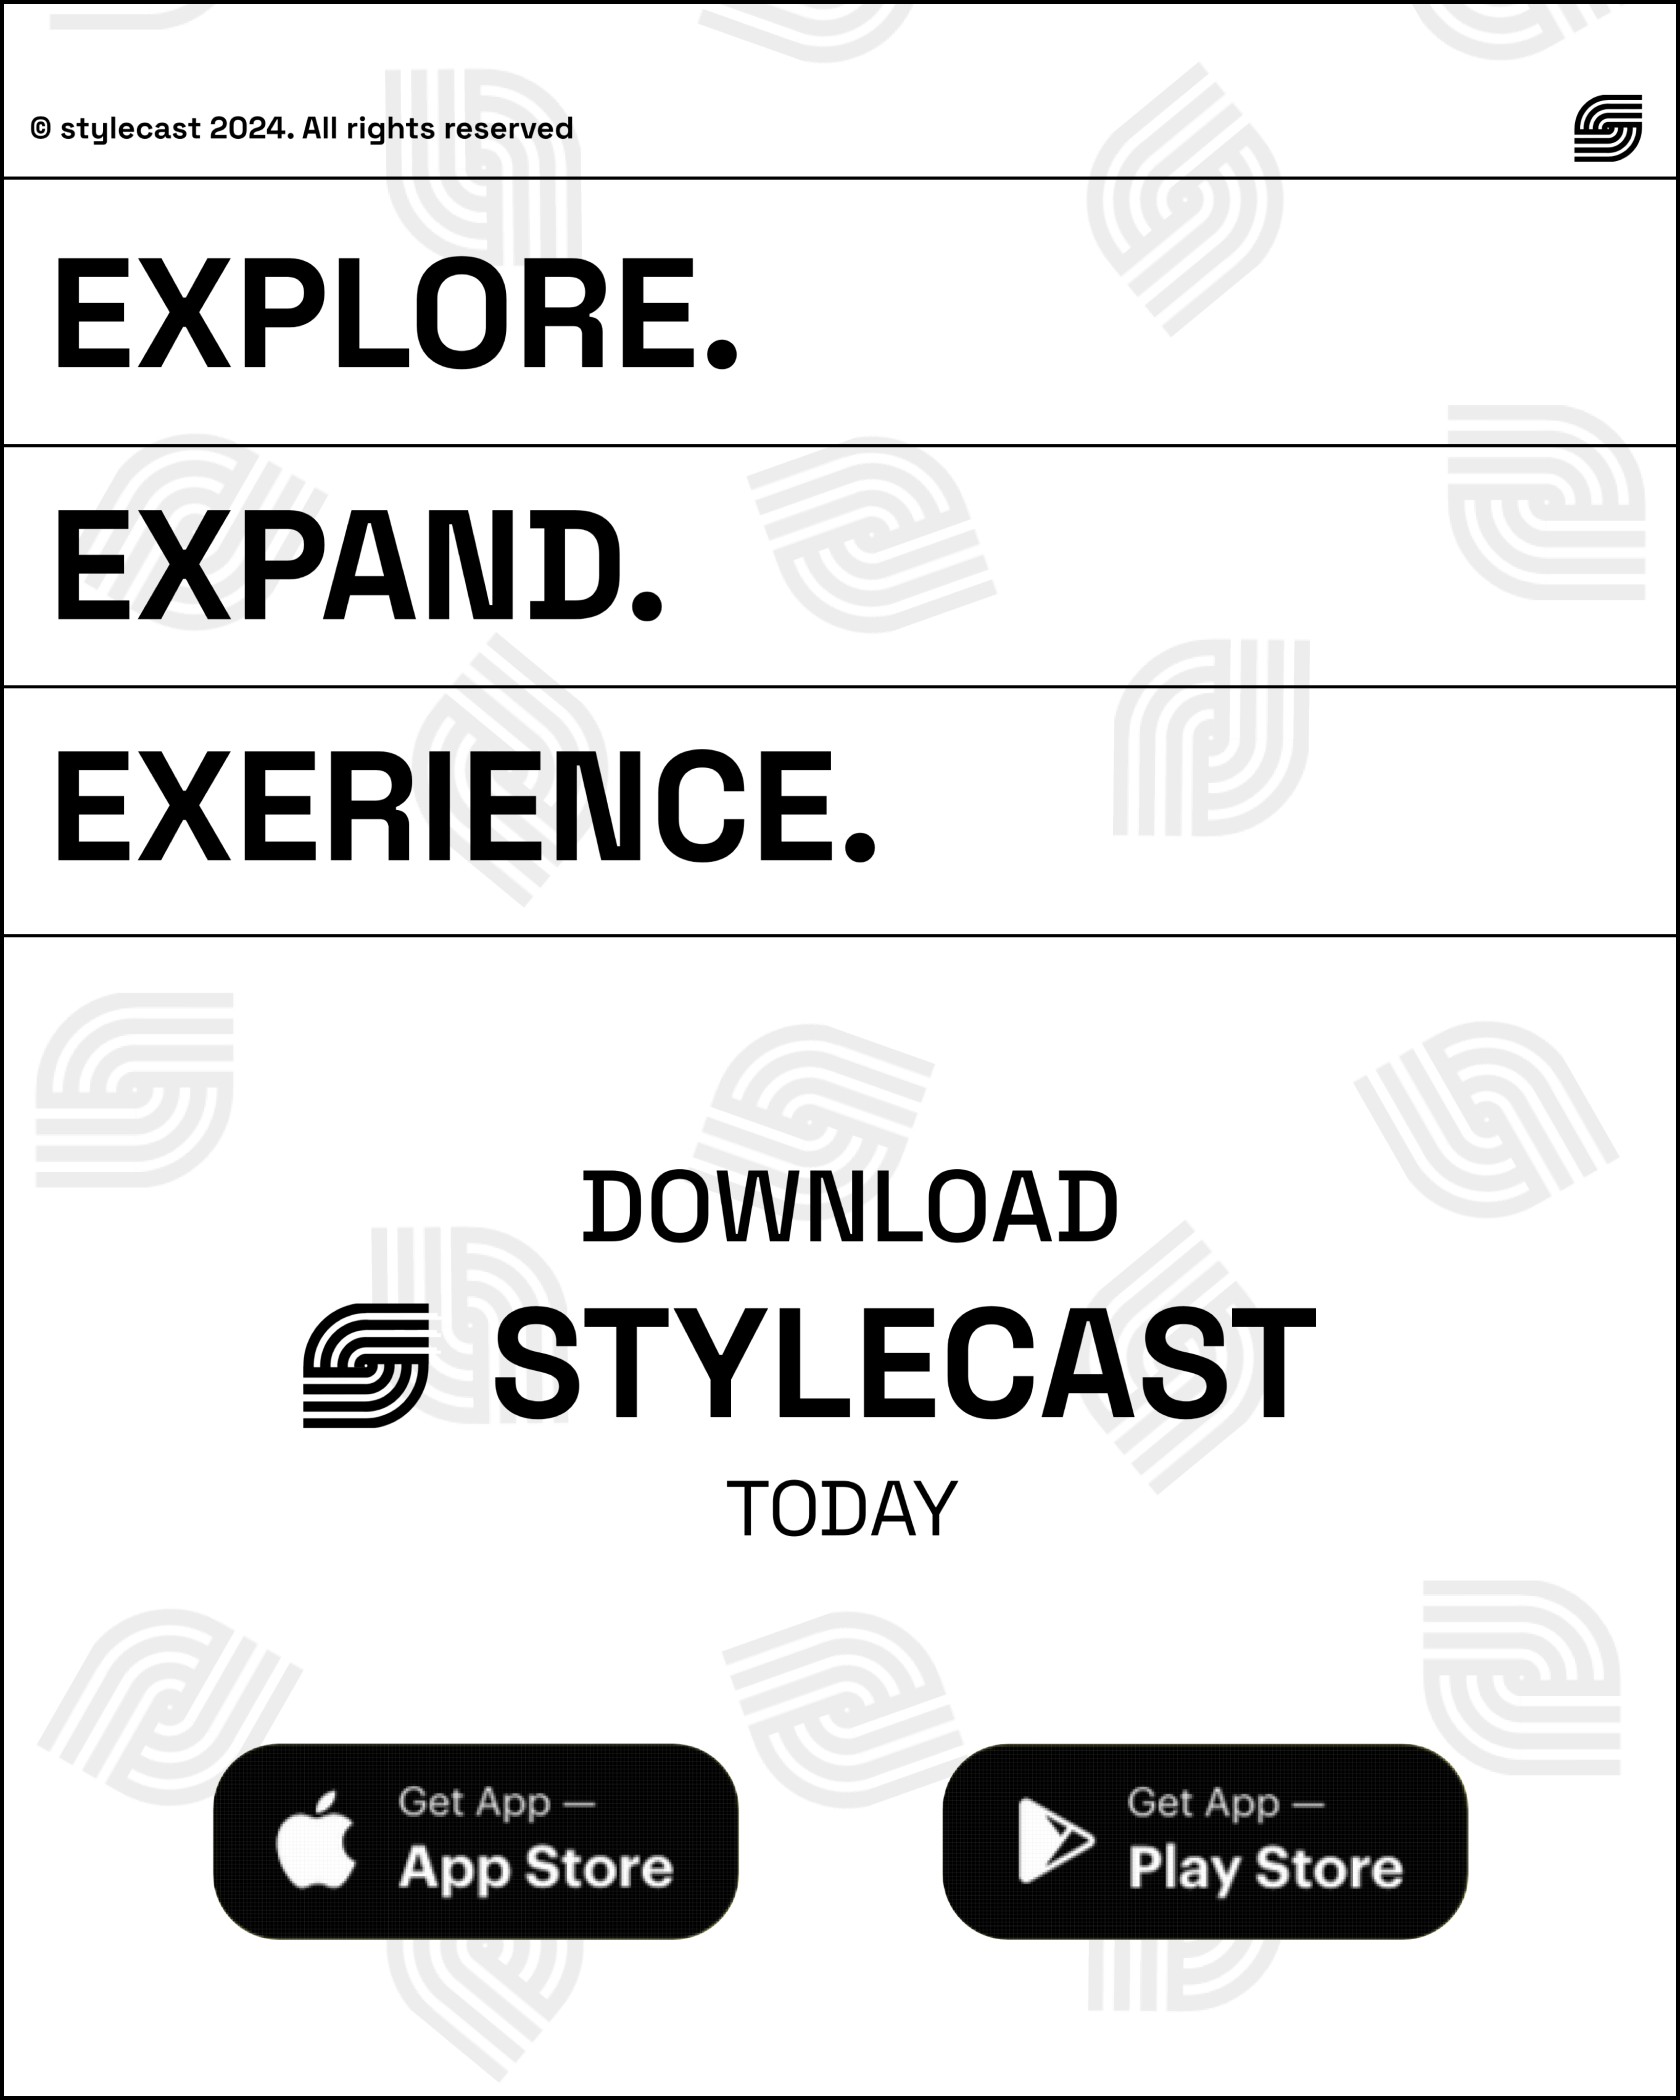 © stylecast 2024. All rights reserved
EXPLORE.
EXPAND.
EXERIENCE.
DOWNLOAD
STYLECAST
TODAY
Get App —
App Store
Get App —
Play Store